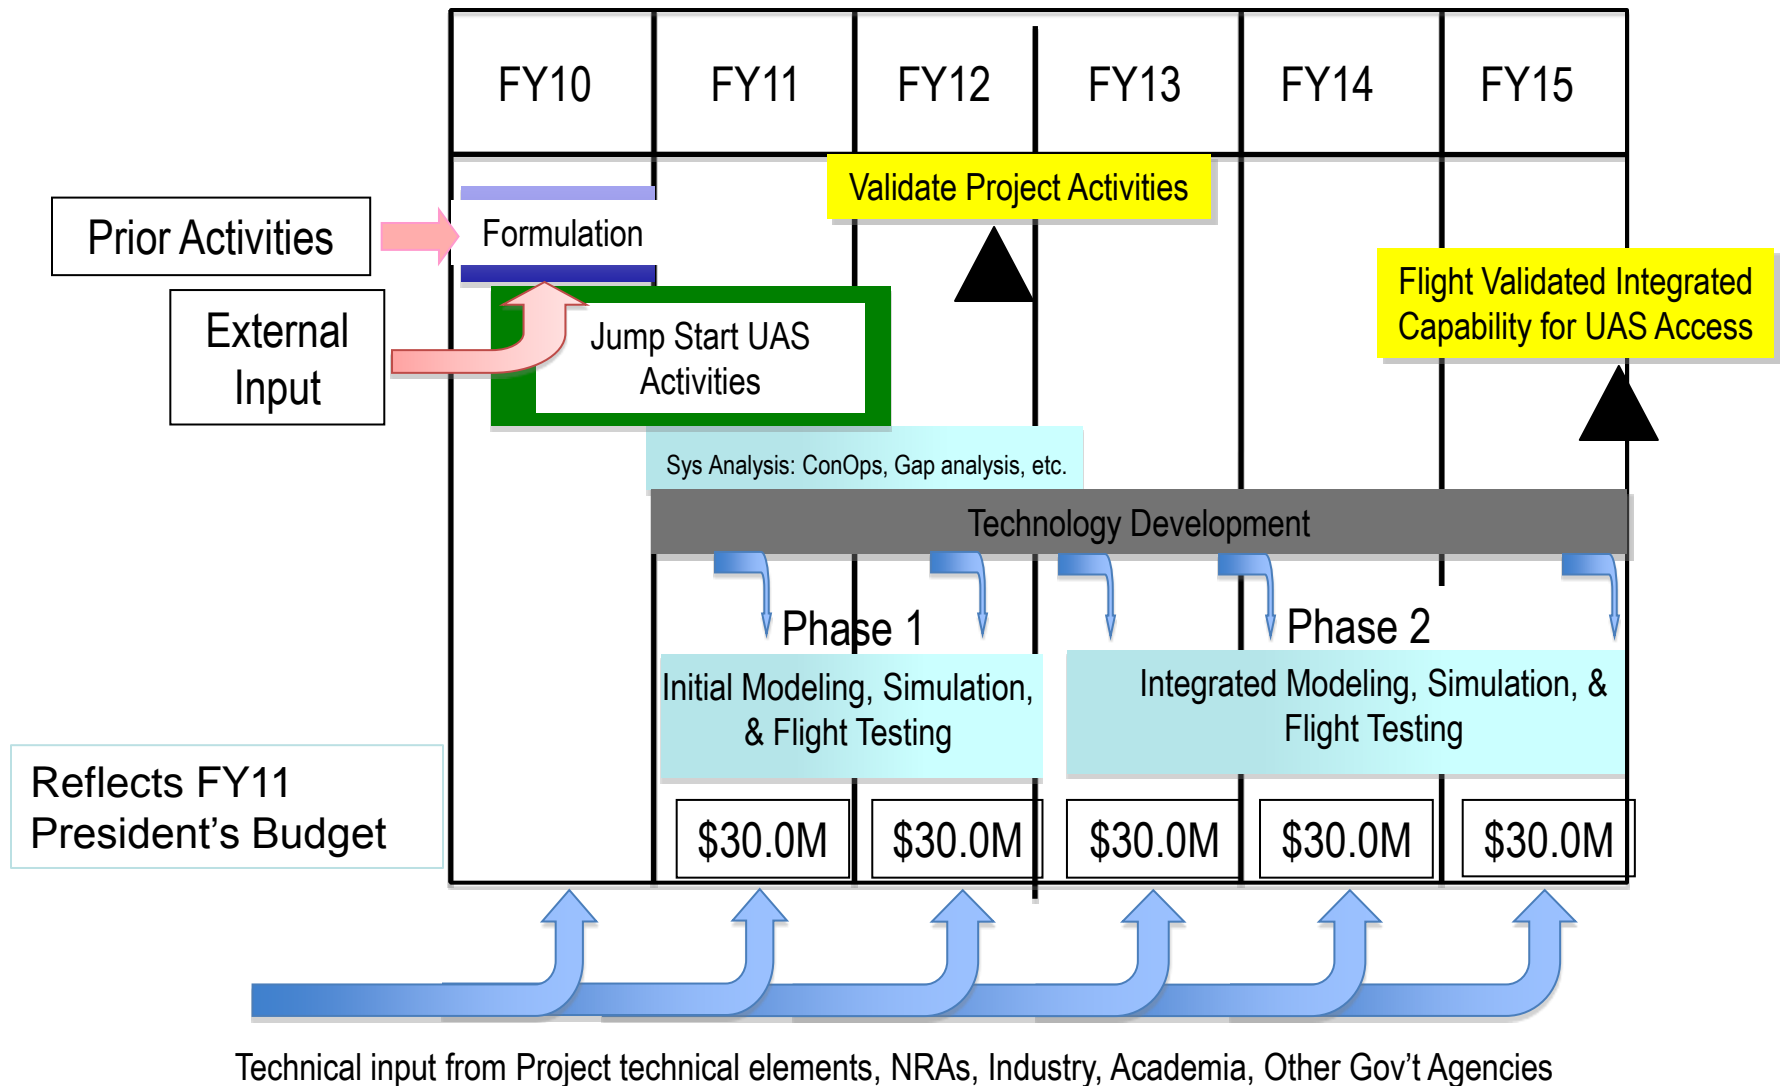 FY10 FY11 FY12 FY13 FY14 FY15
Validate Project Activities
Prior Activities
Formulation
Flight Validated Integrated
Capability for UAS Access
External
Input
Jump Start UAS
Activities
Sys Analysis: ConOps, Gap analysis, etc.
Technology Development
Phase 1
Phase 2
Initial Modeling, Simulation,
& Flight Testing
Integrated Modeling, Simulation, &
Flight Testing
Reflects FY11
President’s Budget
$30.0M $30.0M $30.0M $30.0M $30.0M
Technical input from Project technical elements, NRAs, Industry, Academia, Other Gov’t Agencies